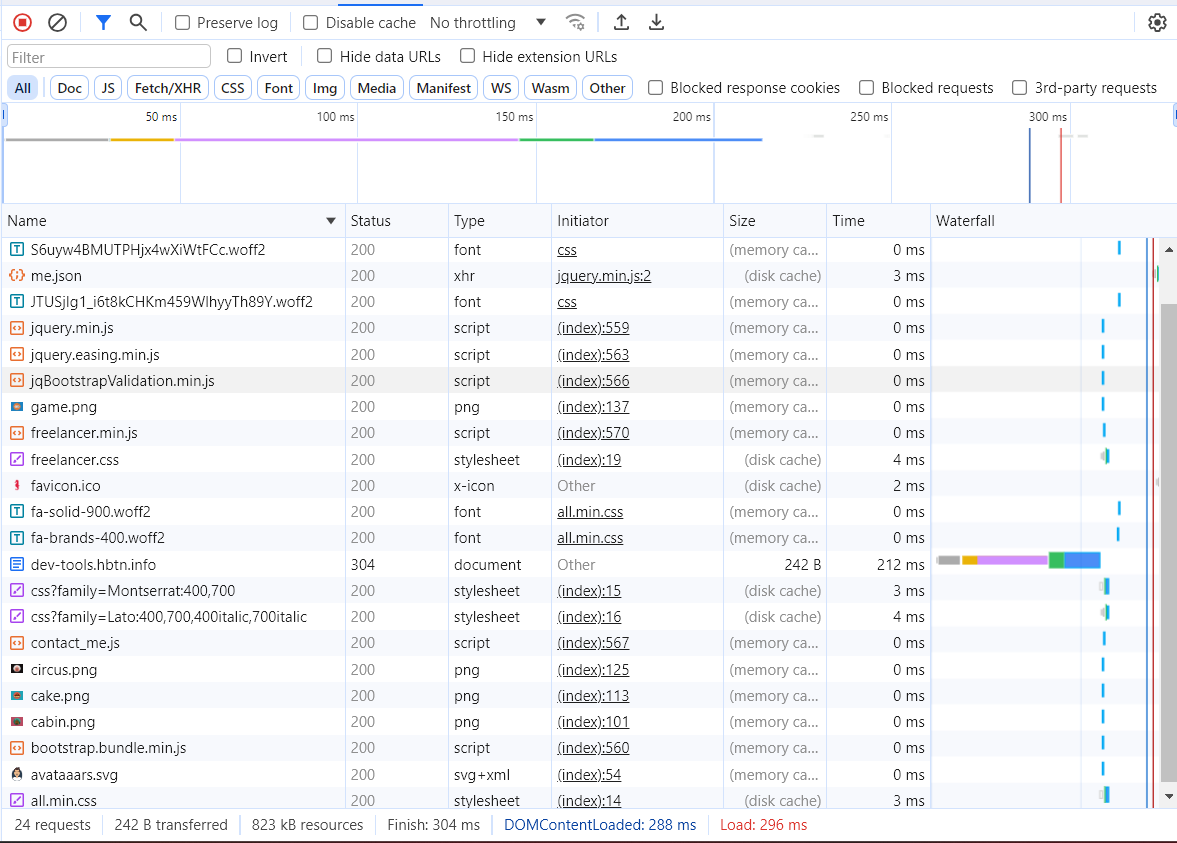 Preserve log Disable cache No throttling
Filter Invert Hide data URLs Hide extension URLs
All Doc JS Fetch/XHR CSS Font Img Media Manifest WS Wasm Other Blocked response cookies Blocked requests 3rd-party requests
50 ms 100 ms 150 ms 200 ms 250 ms 300 ms
Name Status Type Initiator Size Time Waterfall
S6uyw4BMUTPHjx4wXiWtFCc.woff2 200 font css (memory ca... 0 ms
me.json 200 xhr jquery.min.js:2 (disk cache) 3 ms
JTUSjIg1_i6t8kCHKm459WlhyyTh89Y.woff2 200 font css (memory ca... 0 ms
jquery.min.js 200 script (index):559 (memory ca... 0 ms
jquery.easing.min.js 200 script (index):563 (memory ca... 0 ms
jqBootstrapValidation.min.js 200 script (index):566 (memory ca... 0 ms
game.png 200 png (index):137 (memory ca... 0 ms
freelancer.min.js 200 script (index):570 (memory ca... 0 ms
freelancer.css 200 stylesheet (index):19 (disk cache) 4 ms
favicon.ico 200 x-icon Other (disk cache) 2 ms
fa-solid-900.woff2 200 font all.min.css (memory ca... 0 ms
fa-brands-400.woff2 200 font all.min.css (memory ca... 0 ms
dev-tools.hbtn.info 304 document Other 242 B 212 ms
css?family=Montserrat:400,700 200 stylesheet (index):15 (disk cache) 3 ms
css?family=Lato:400,700,400italic,700italic 200 stylesheet (index):16 (disk cache) 4 ms
contact_me.js 200 script (index):567 (memory ca... 0 ms
circus.png 200 png (index):125 (memory ca... 0 ms
cake.png 200 png (index):113 (memory ca... 0 ms
cabin.png 200 png (index):101 (memory ca... 0 ms
bootstrap.bundle.min.js 200 script (index):560 (memory ca... 0 ms
avataaars.svg 200 svg+xml (index):54 (memory ca... 0 ms
all.min.css 200 stylesheet (index):14 (disk cache) 3 ms
24 requests 242 B transferred 823 kB resources Finish: 304 ms DOMContentLoaded: 288 ms Load: 296 ms